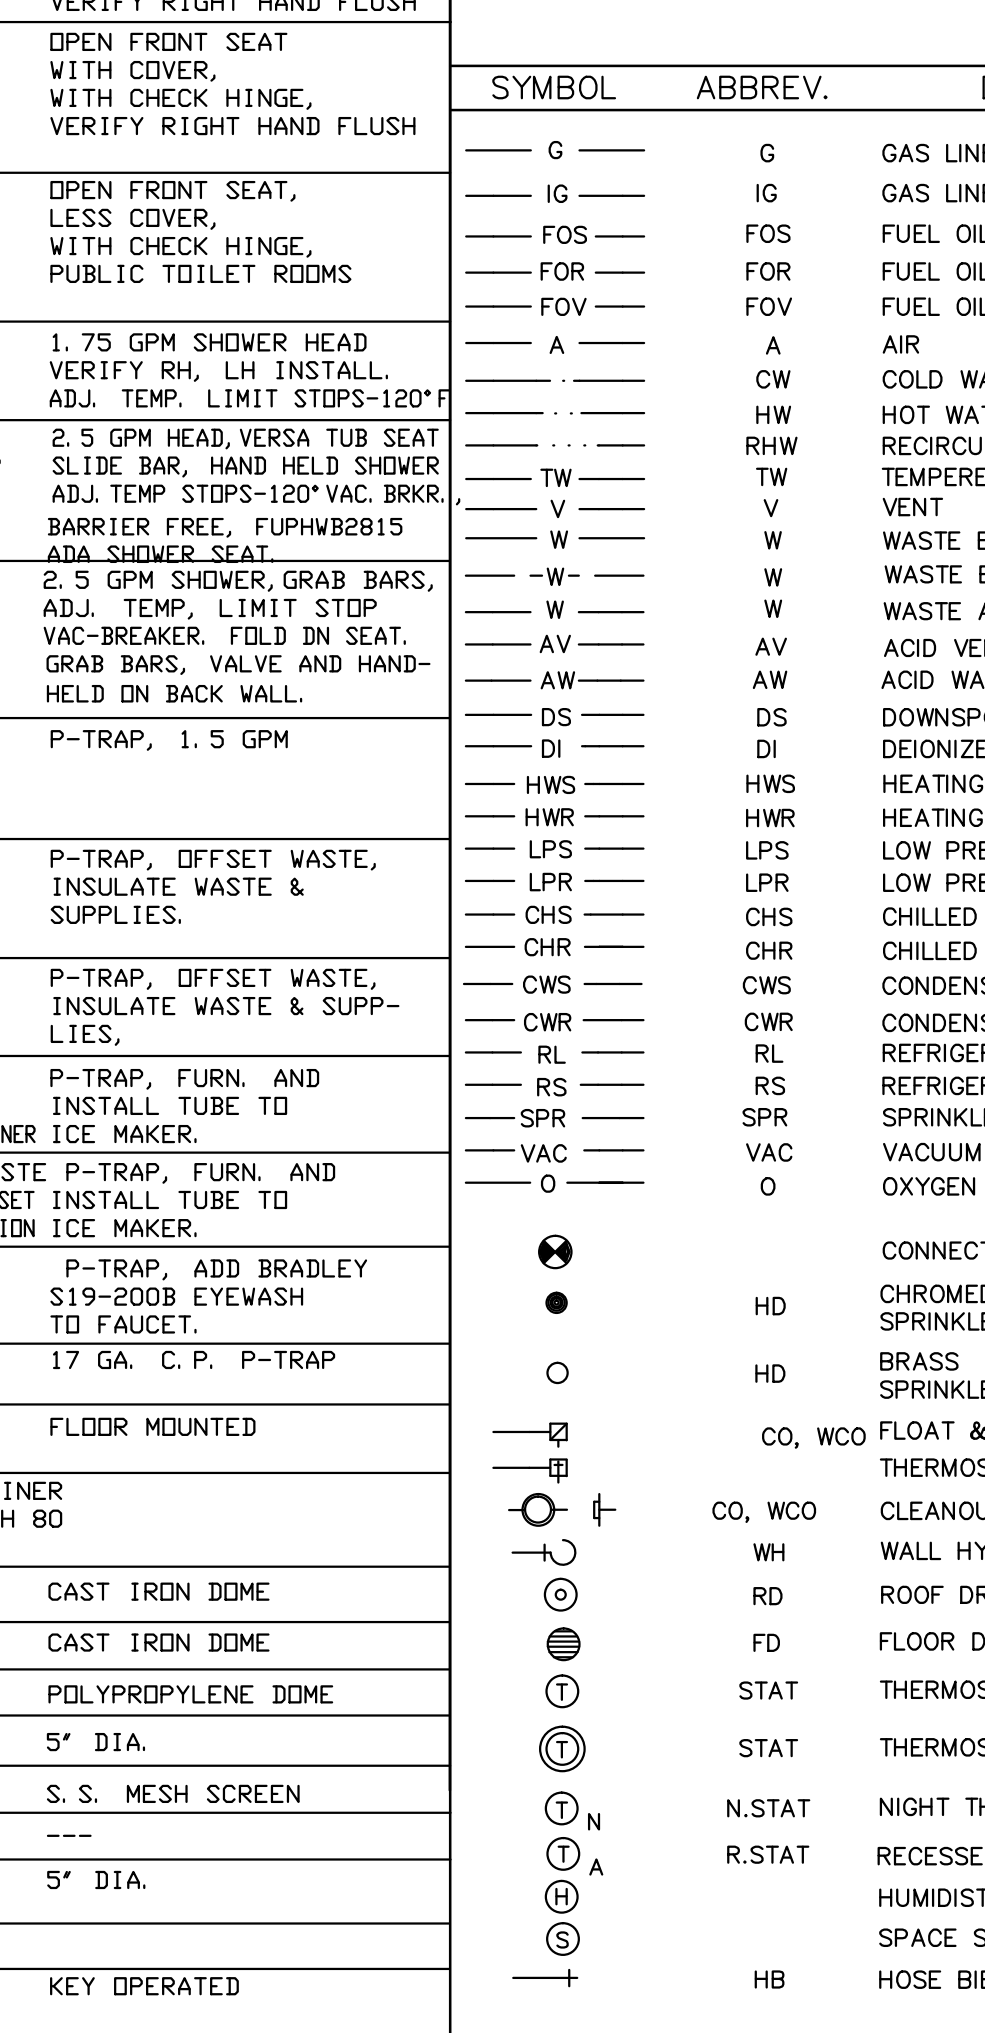 VERIFY RIGHT HAND FLUSH
OPEN FRONT SEAT
WITH COVER,
WITH CHECK HINGE,
VERIFY RIGHT HAND FLUSH
OPEN FRONT SEAT,
LESS COVER,
WITH CHECK HINGE,
PUBLIC TOILET ROOMS
1.75 GPM SHOWER HEAD
VERIFY RH, LH INSTALL.
ADJ. TEMP. LIMIT STOPS-120°F
2.5 GPM HEAD, VERSA TUB SEAT
SLIDE BAR, HAND HELD SHOWER
ADJ. TEMP STOPS-120° VAC. BRKR.,
BARRIER FREE, FUPHWB2815
ADA SHOWER SEAT.
2.5 GPM SHOWER, GRAB BARS,
ADJ. TEMP, LIMIT STOP
VAC-BREAKER. FOLD DN SEAT.
GRAB BARS, VALVE AND HAND-
HELD ON BACK WALL.
P-TRAP, 1.5 GPM
P-TRAP, OFFSET WASTE,
INSULATE WASTE &
SUPPLIES.
P-TRAP, OFFSET WASTE,
INSULATE WASTE & SUPP-
LIES,
P-TRAP, FURN. AND
INSTALL TUBE TO
NER ICE MAKER.
STE P-TRAP, FURN. AND
SET INSTALL TUBE TO
ION ICE MAKER.
P-TRAP, ADD BRADLEY
S19-200B EYEWASH
TO FAUCET.
17 GA. C.P. P-TRAP
FLOOR MOUNTED
INER
H 80
CAST IRON DOME
CAST IRON DOME
POLYPROPYLENE DOME
5" DIA.
S.S. MESH SCREEN
---
5" DIA.
KEY OPERATED
SYMBOL ABBREV.
G G GAS LINE
IG IG GAS LINE
FOS FOS FUEL OIL
FOR FOR FUEL OIL
FOV FOV FUEL OIL
A A AIR
CW COLD WA
HW HOT WAT
RHW RECIRCU
TW TW TEMPERE
V V VENT
W W WASTE B
-W- W WASTE B
W W WASTE A
AV AV ACID VE
AW AW ACID WA
DS DS DOWNSPO
DI DI DEIONIZE
HWS HWS HEATING
HWR HWR HEATING
LPS LPS LOW PRE
LPR LPR LOW PRE
CHS CHS CHILLED
CHR CHR CHILLED
CWS CWS CONDENS
CWR CWR CONDENS
RL RL REFRIGER
RS RS REFRIGER
SPR SPR SPRINKLE
VAC VAC VACUUM
O O OXYGEN
CONNECT
HD CHROMED
SPRINKLE
HD BRASS
SPRINKLE
CO, WCO FLOAT &
T THERMOS
CO, WCO CLEANOU
WH WALL HY
RD ROOF DR
FD FLOOR D
T STAT THERMOS
T STAT THERMOS
T N N.STAT NIGHT TH
T A R.STAT RECESSE
H HUMIDIST
S SPACE S
HB HOSE BIB